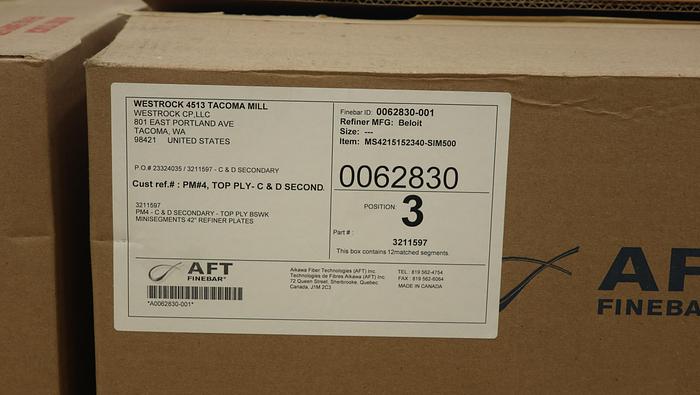 WESTROCK 4513 TACOMA MILL
WESTROCK CP,LLC
801 EAST PORTLAND AVE
TACOMA, WA
98421 UNITED STATES
P.O.# 23324035 / 3211597 - C & D SECONDARY
Cust ref.# : PM#4, TOP PLY- C & D SECOND.
3211597
PM4 - C & D SECONDARY - TOP PLY BSWK
MINISEGMENTS 42" REFINER PLATES
Finebar ID: 0062830-001
Refiner MFG: Beloit
Size: ---
Item: MS4215152340-SIM500
0062830
POSITION: 3
Part # :
3211597
This box contains 12matched segments.
AFT
FINEBAR®
*A0062830-001*
Aikawa Fiber Technologies (AFT) Inc.
Technologies de Fibres Aikawa (AFT) Inc.
72 Queen Street, Sherbrooke, Quebec
Canada, J1M 2C3
TEL : 819 562-4754
FAX : 819 562-6064
MADE IN CANADA
AF
FINEBA